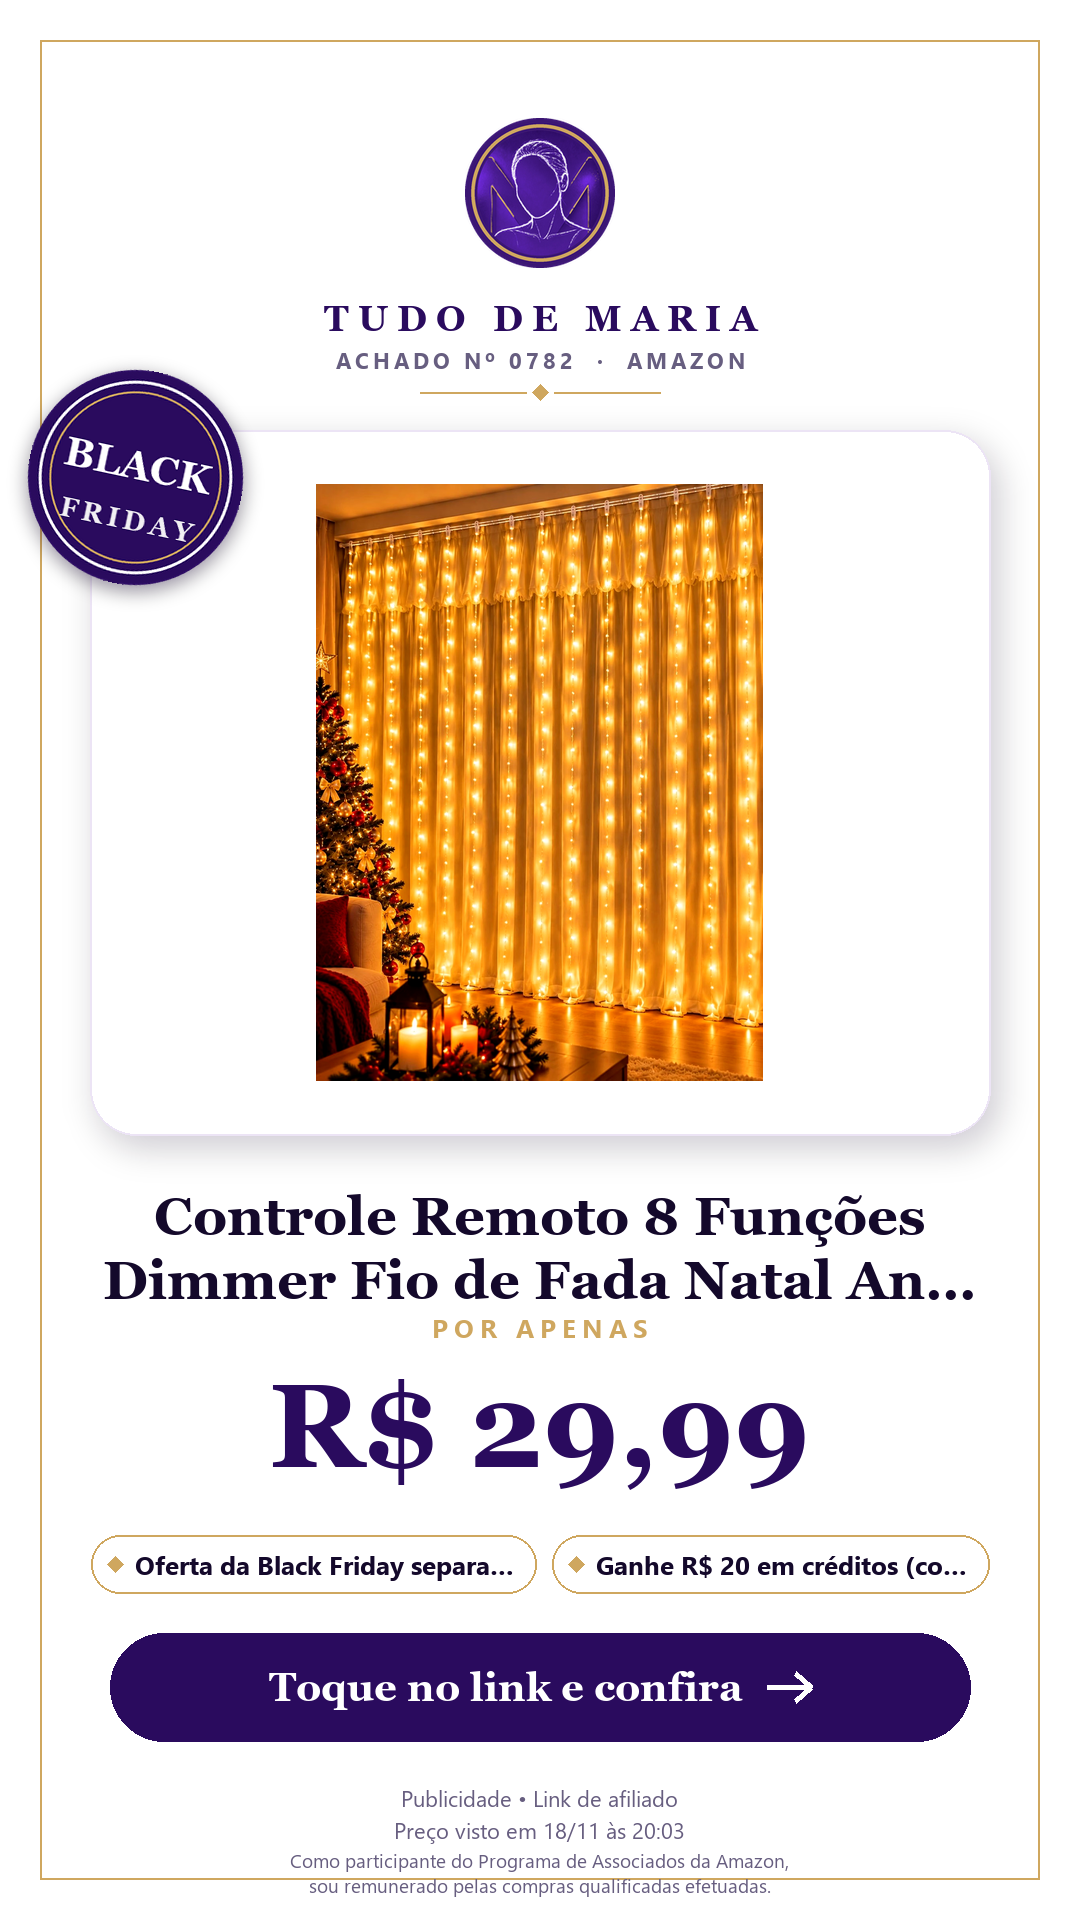 TUDO DE MARIA
ACHADO Nº 0782 · AMAZON
BLACK
FRIDAY
Controle Remoto 8 Funções
Dimmer Fio de Fada Natal An...
POR APENAS
R$ 29,99
Oferta da Black Friday separa...
Ganhe R$ 20 em créditos (co...
Toque no link e confira →
Publicidade • Link de afiliado
Preço visto em 18/11 às 20:03
Como participante do Programa de Associados da Amazon,
sou remunerado pelas compras qualificadas efetuadas.